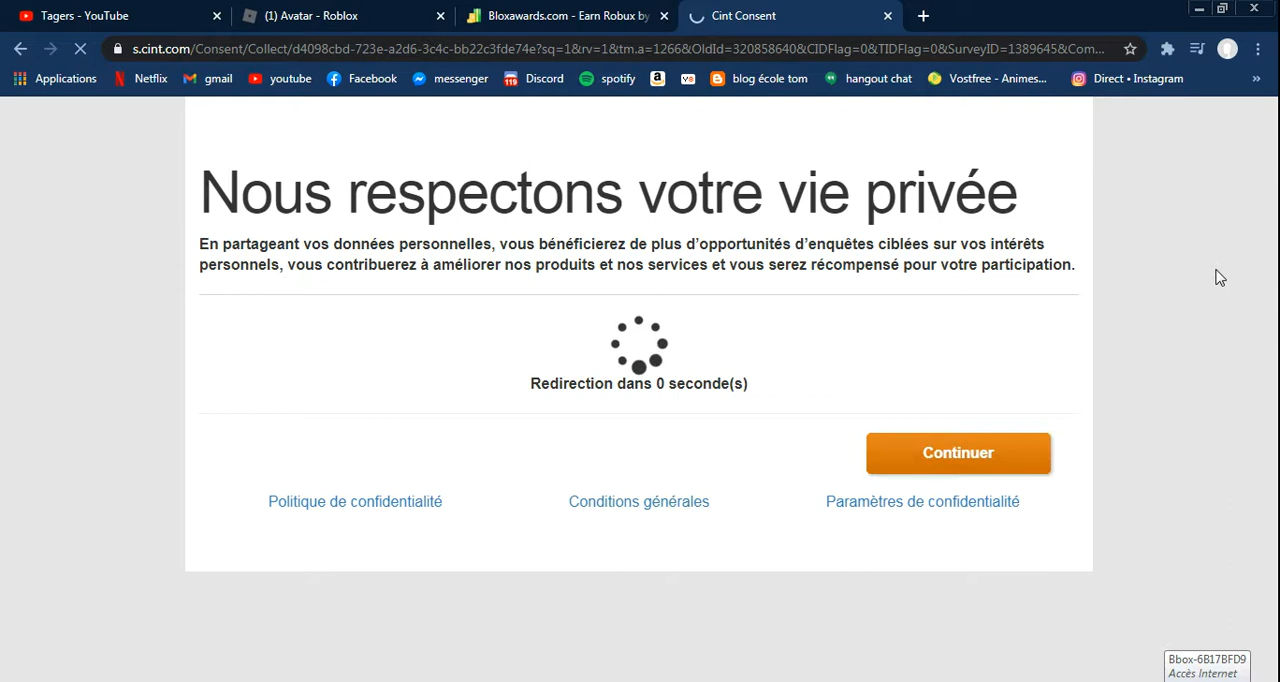 Tagers - YouTube
(1) Avatar - Roblox
Bloxawards.com - Earn Robux by
Cint Consent
s.cint.com/Consent/Collect/d4098cbd-723e-a2d6-3c4c-bb22c3fde74e?sq=1&rv=1&tm.a=1266&OldId=320858640&CIDFlag=0&TIDFlag=0&SurveyID=1389645&Com...
Applications
Netflix
gmail
youtube
Facebook
messenger
Discord
spotify
blog école tom
hangout chat
Vostfree - Animes...
Direct • Instagram
Nous respectons votre vie privée
En partageant vos données personnelles, vous bénéficierez de plus d'opportunités d'enquêtes ciblées sur vos intérêts
personnels, vous contribuerez à améliorer nos produits et nos services et vous serez récompensé pour votre participation.
Redirection dans 0 seconde(s)
Continuer
Politique de confidentialité
Conditions générales
Paramètres de confidentialité
Bbox-6B17BFD9
Accès Internet